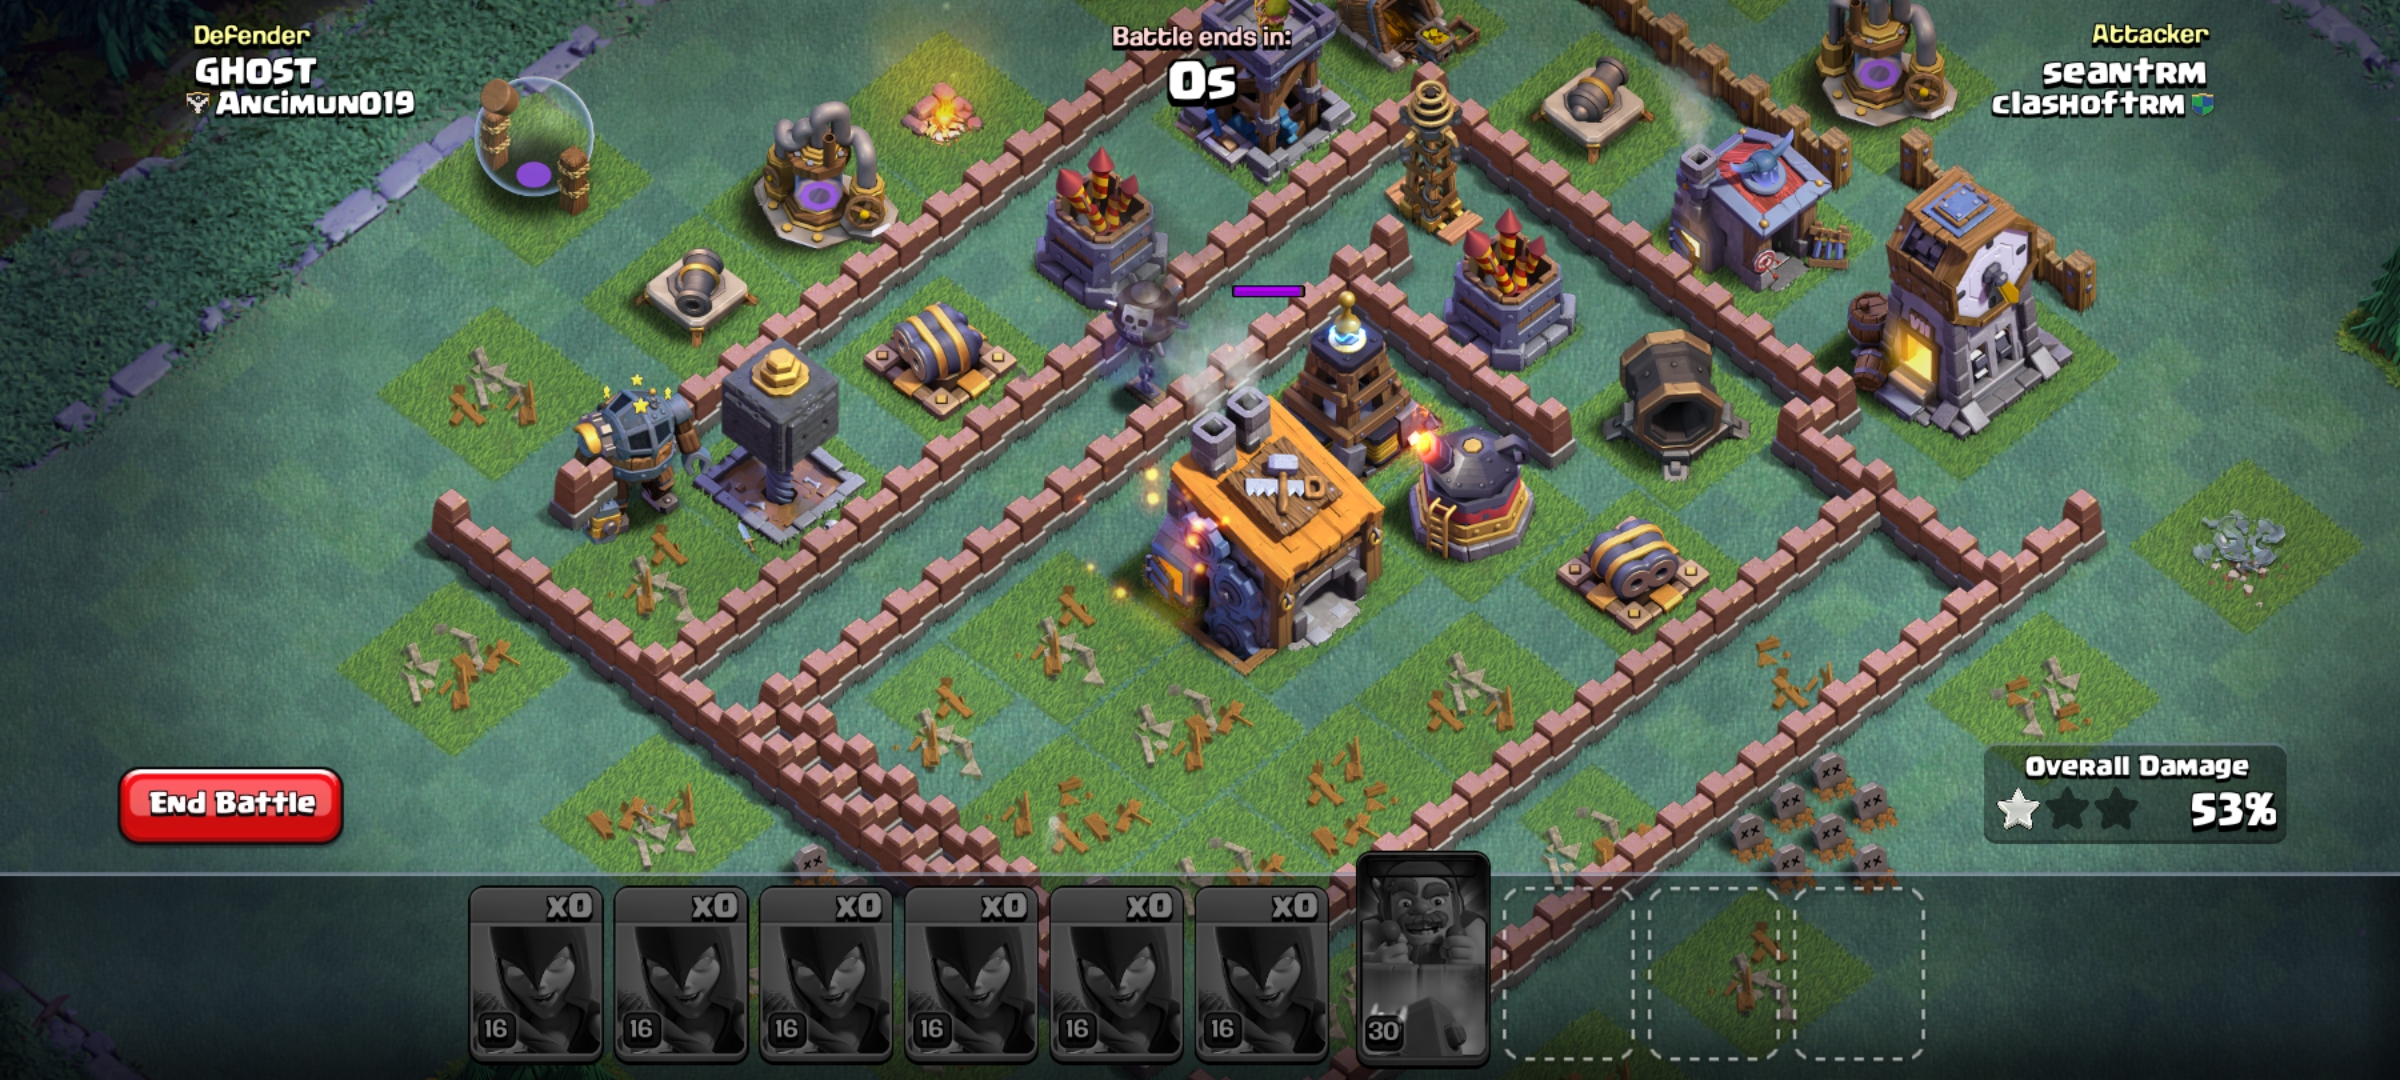 Defender
GHOST
Ancimun019
Battle ends in:
0s
Attacker
seantRM
clashoftRM
VII
End Battle
Overall Damage
53%
x0
x0
x0
x0
x0
x0
16
16
16
16
16
16
30